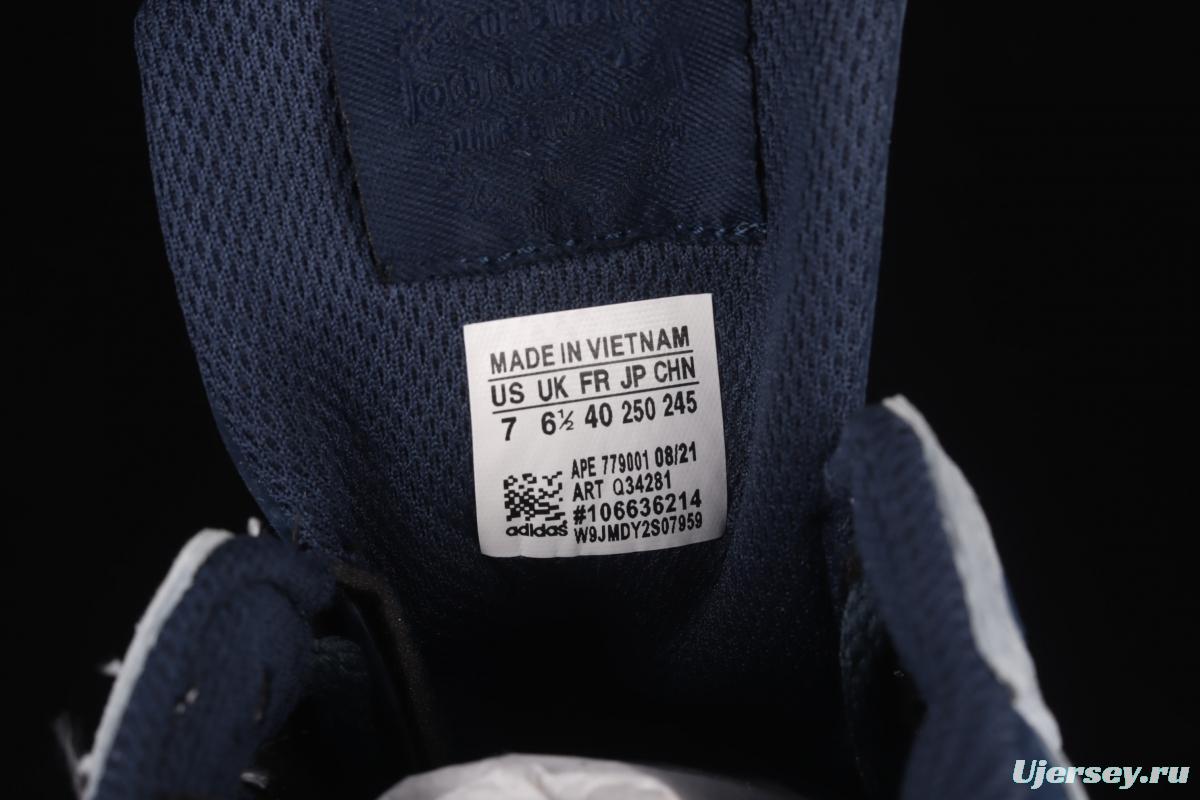 MADE IN VIETNAM
US UK FR JP CHN
7 6½ 40 250 245
APE 779001 08/21
ART Q34281
#106636214
adidas W9JMDY2S07959
Ujersey.ru